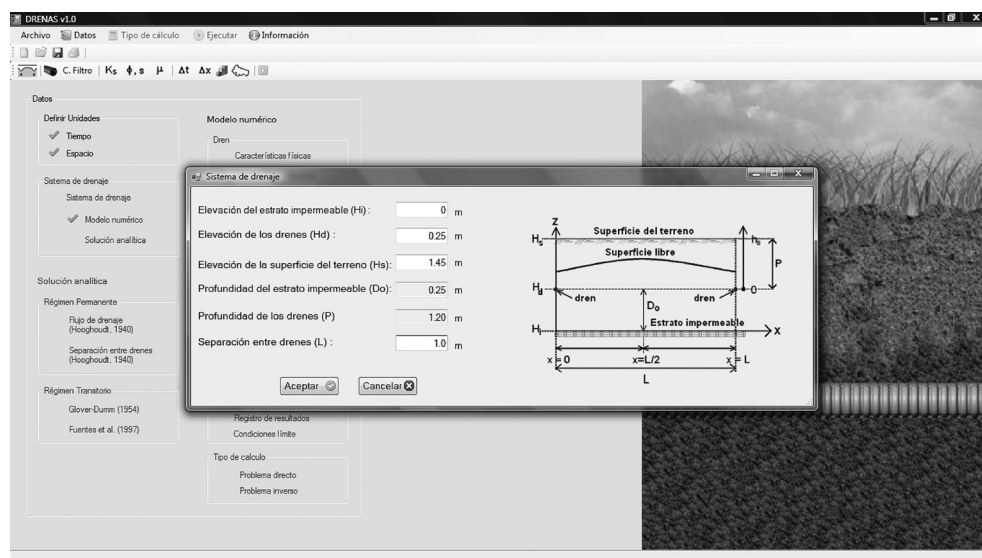 DRENAS v1.0
Archivo Datos Tipo de cálculo Ejecutar Información
C. Filtro Ks ϕ, s μ Δt Δx
Datos
Definir Unidades
Tiempo
Espacio
Sistema de drenaje
Sistema de drenaje
Modelo numérico
Solución analítica
Solución analítica
Régimen Permanente
Flujo de drenaje
(Hooghoudt, 1940)
Separación entre drenes
(Hooghoudt, 1940)
Régimen Transitorio
Glover-Dumm (1954)
Fuentes et al. (1997)
Modelo numérico
Dren
Características físicas
Registro de resultados
Condiciones límite
Tipo de calculo
Problema directo
Problema inverso
Sistema de drenaje
Elevación del estrato impermeable (Hi) : 0 m
Elevación de los drenes (Hd) : 0.25 m
Elevación de la superficie del terreno (Hs): 1.45 m
Profundidad del estrato impermeable (Do): 0.25 m
Profundidad de los drenes (P) 1.20 m
Separación entre drenes (L) : 1.0 m
Aceptar Cancelar
Z
Hs Superficie del terreno hs
Superficie libre
P
Hd dren dren 0
Do
Hi Estrato impermeable x
x = 0 x=L/2 x = L
L